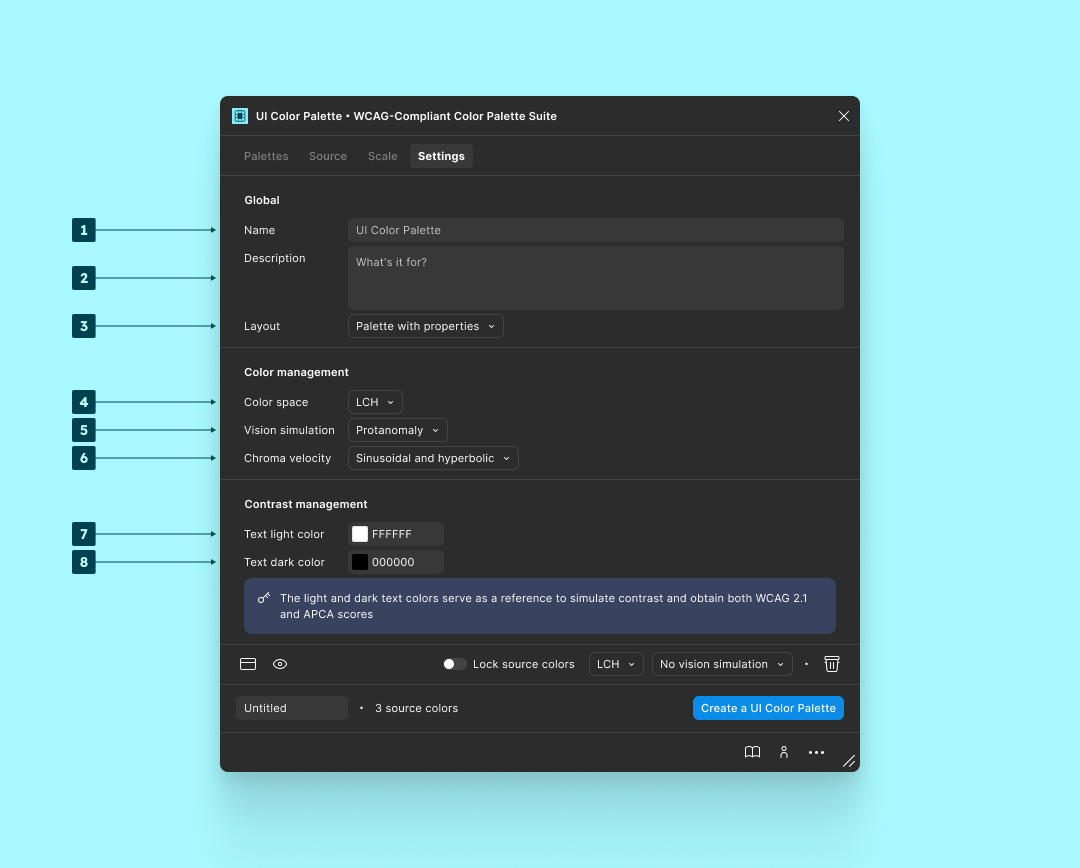 UI Color Palette • WCAG-Compliant Color Palette Suite
Palettes Source Scale Settings
Global
1 Name UI Color Palette
Description What's it for?
2
3 Layout Palette with properties
Color management
4 Color space LCH
5 Vision simulation Protanomaly
6 Chroma velocity Sinusoidal and hyperbolic
Contrast management
7 Text light color FFFFFF
8 Text dark color 000000
The light and dark text colors serve as a reference to simulate contrast and obtain both WCAG 2.1
and APCA scores
Lock source colors LCH No vision simulation •
Untitled • 3 source colors Create a UI Color Palette